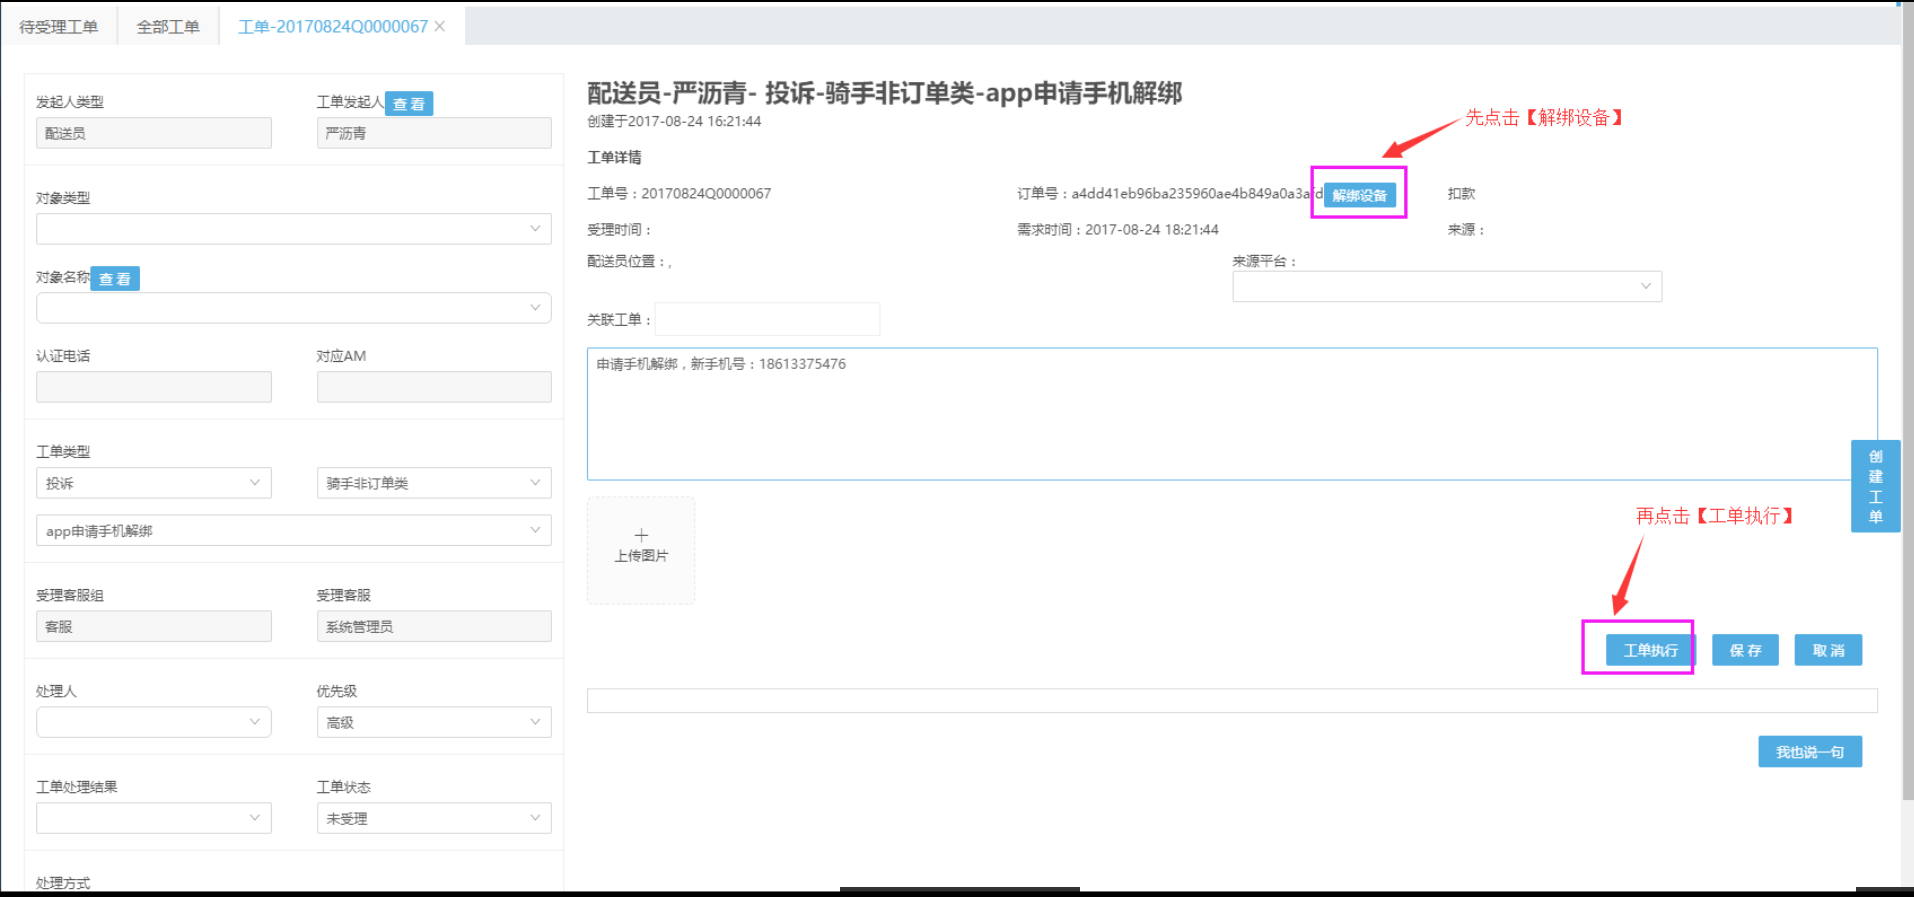 待受理工单 全部工单 工单-20170824Q0000067 ×
发起人类型 工单发起人 查看
配送员 严沥青
对象类型
对象名称 查看
认证电话 对应AM
工单类型
投诉 骑手非订单类
app申请手机解绑
受理客服组 受理客服
客服 系统管理员
处理人 优先级
高级
工单处理结果 工单状态
未受理
处理方式
配送员-严沥青- 投诉-骑手非订单类-app申请手机解绑
创建于2017-08-24 16:21:44
先点击【解绑设备】
工单详情
工单号：20170824Q0000067 订单号：a4dd41eb96ba235960ae4b849a0a3afd 解绑设备 扣款
受理时间： 需求时间：2017-08-24 18:21:44 来源：
配送员位置：, 来源平台：
关联工单：
申请手机解绑，新手机号：18613375476
创建工单
+
上传图片
再点击【工单执行】
工单执行 保存 取消
我也说一句